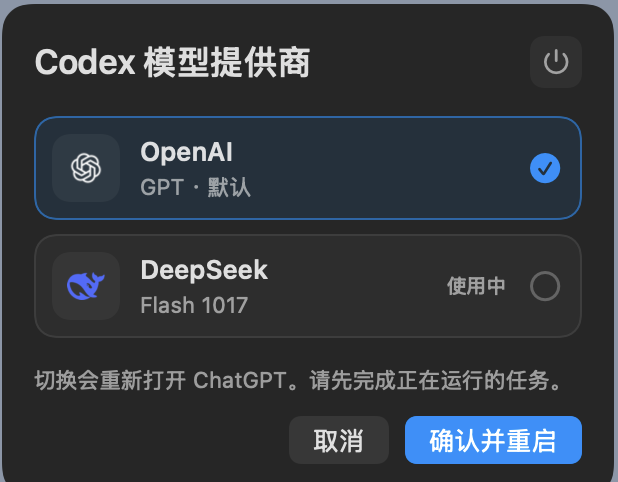 Codex 模型提供商
OpenAI
GPT · 默认
DeepSeek
Flash 1017
使用中
切换会重新打开 ChatGPT。请先完成正在运行的任务。
取消
确认并重启